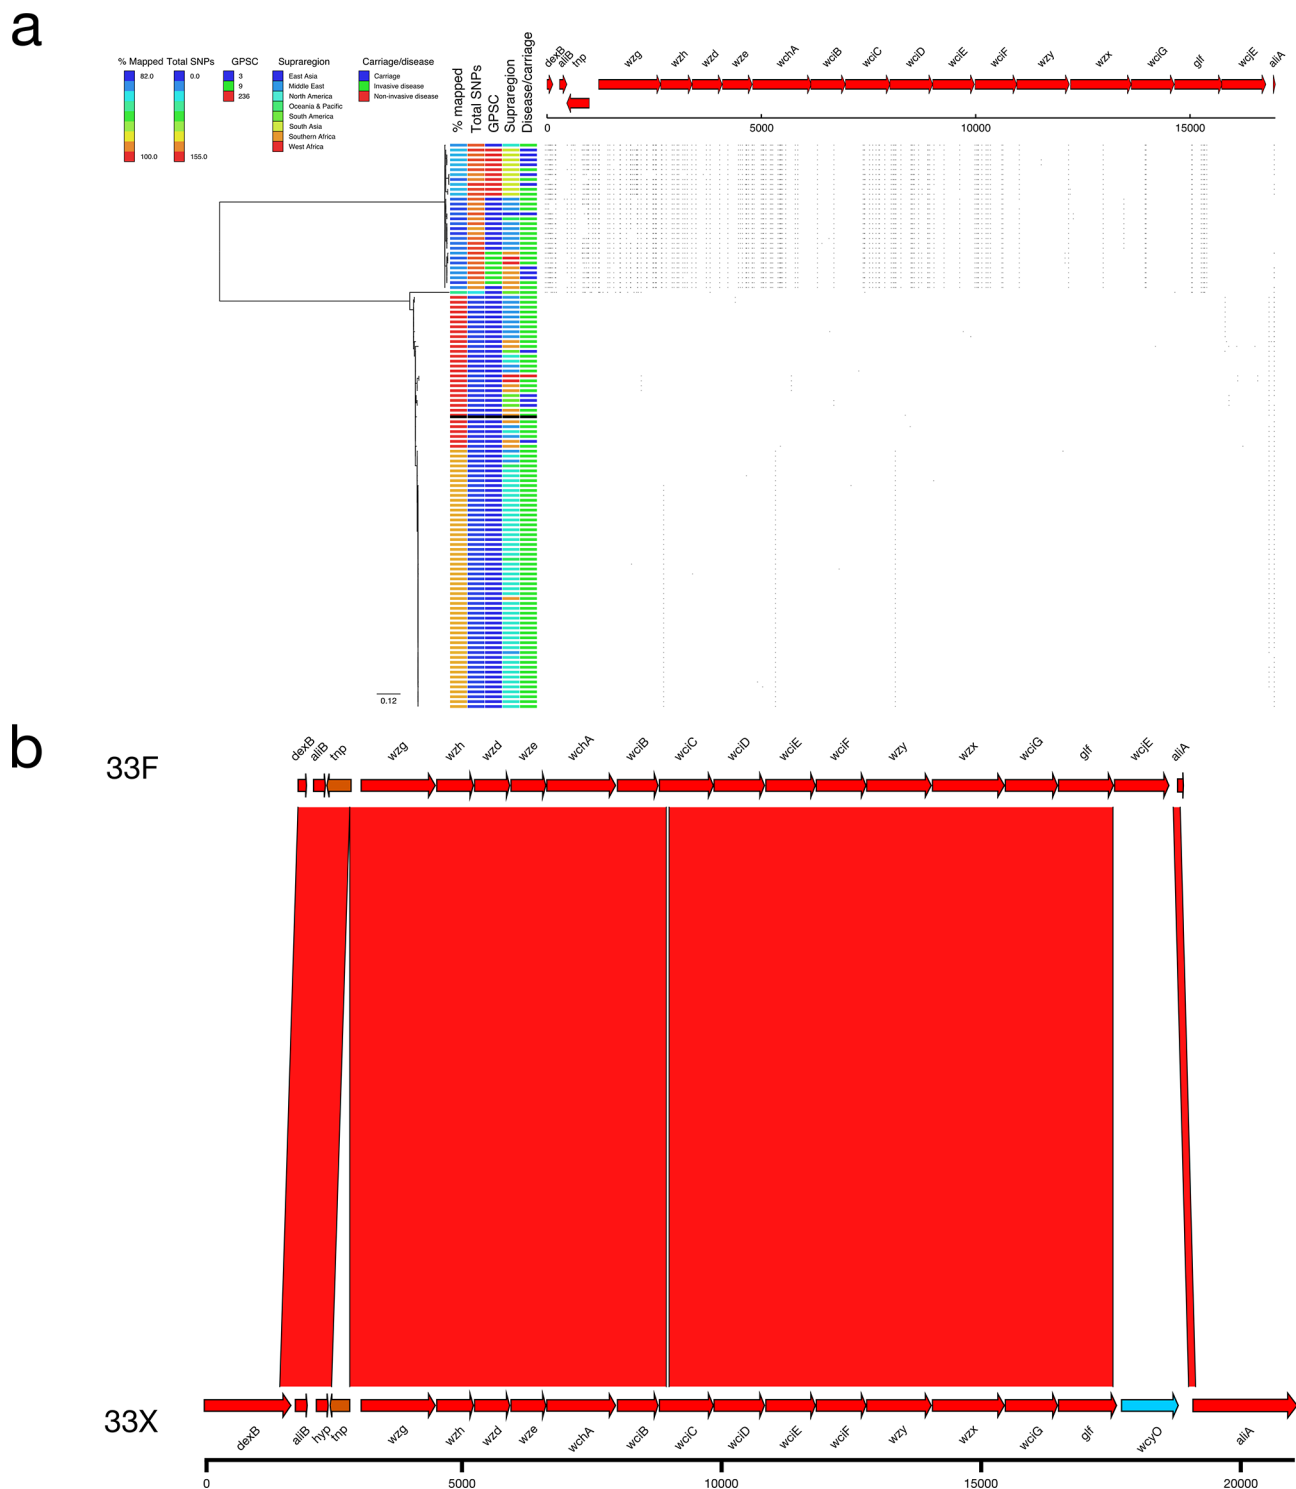 a
% Mapped Total SNPs GPSC Supraregion Carriage/disease
82.0 0.0 3 East Asia Carriage
9 Middle East Invasive disease
236 North America Non-invasive disease
Oceania & Pacific
South America
South Asia
Southern Africa
100.0 155.0 West Africa
% mapped
Total SNPs
GPSC
Supraregion
Disease/carriage
dexB aliB tnp wzg wzh wzd wze wchA wciB wciC wciD wciE wciF wzy wzx wciG glf wcjE aliA
0 5000 10000 15000
0.12
b
dexB aliB tnp wzg wzh wzd wze wchA wciB wciC wciD wciE wciF wzy wzx wciG glf wcjE aliA
33F
33X
dexB aliB hyp tnp wzg wzh wzd wze wchA wciB wciC wciD wciE wciF wzy wzx wciG glf wcyO aliA
0 5000 10000 15000 20000